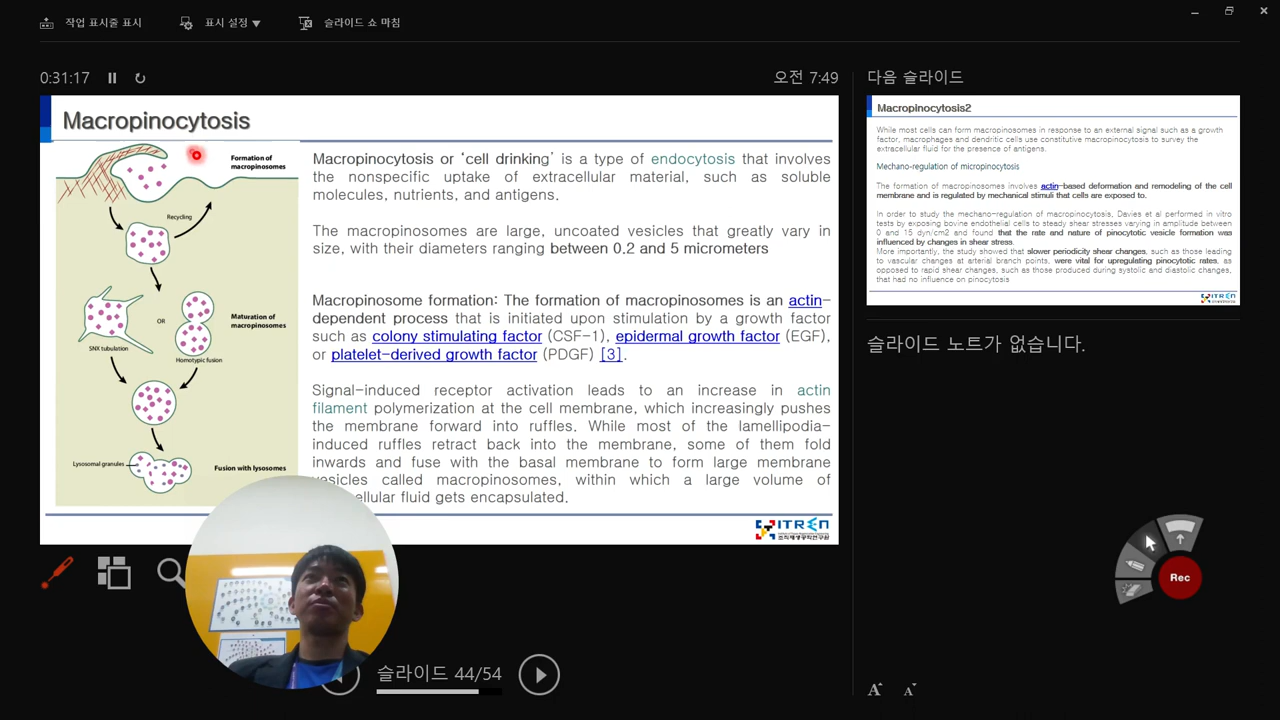 작업 표시줄 표시
표시 설정 ▼
슬라이드 쇼 마침
0:31:17
오전 7:49
다음 슬라이드
Macropinocytosis
Formation of
macropinosomes
Recycling
OR
Maturation of
macropinosomes
SNX tubulation
Homotypic fusion
Lysosomal granules
Fusion with lysosomes
Macropinocytosis or ‘cell drinking’ is a type of endocytosis that involves
the nonspecific uptake of extracellular material, such as soluble
molecules, nutrients, and antigens.
The macropinosomes are large, uncoated vesicles that greatly vary in
size, with their diameters ranging between 0.2 and 5 micrometers
Macropinosome formation: The formation of macropinosomes is an actin-
dependent process that is initiated upon stimulation by a growth factor
such as colony stimulating factor (CSF-1), epidermal growth factor (EGF),
or platelet-derived growth factor (PDGF) [3].
Signal-induced receptor activation leads to an increase in actin
filament polymerization at the cell membrane, which increasingly pushes
the membrane forward into ruffles. While most of the lamellipodia-
induced ruffles retract back into the membrane, some of them fold
inwards and fuse with the basal membrane to form large membrane
vesicles called macropinosomes, within which a large volume of
cellular fluid gets encapsulated.
ITREN
조직재생공학연구원
Macropinocytosis2
While most cells can form macropinosomes in response to an external signal such as a growth
factor, macrophages and dendritic cells use constitutive macropinocytosis to survey the
extracellular fluid for the presence of antigens.
Mechano-regulation of micropinocytosis
The formation of macropinosomes involves actin-based deformation and remodeling of the cell
membrane and is regulated by mechanical stimuli that cells are exposed to.
In order to study the mechano-regulation of macropinocytosis, Davies et al performed in vitro
tests by exposing bovine endothelial cells to steady shear stresses varying in amplitude between
0 and 15 dyn/cm2 and found that the rate and nature of pinocytotic vesicle formation was
influenced by changes in shear stress.
More importantly, the study showed that slower periodicity shear changes, such as those leading
to vascular changes at arterial branch points, were vital for upregulating pinocytotic rates, as
opposed to rapid shear changes, such as those produced during systolic and diastolic changes,
that had no influence on pinocytosis
ITREN
슬라이드 노트가 없습니다.
Rec
슬라이드 44/54
A A